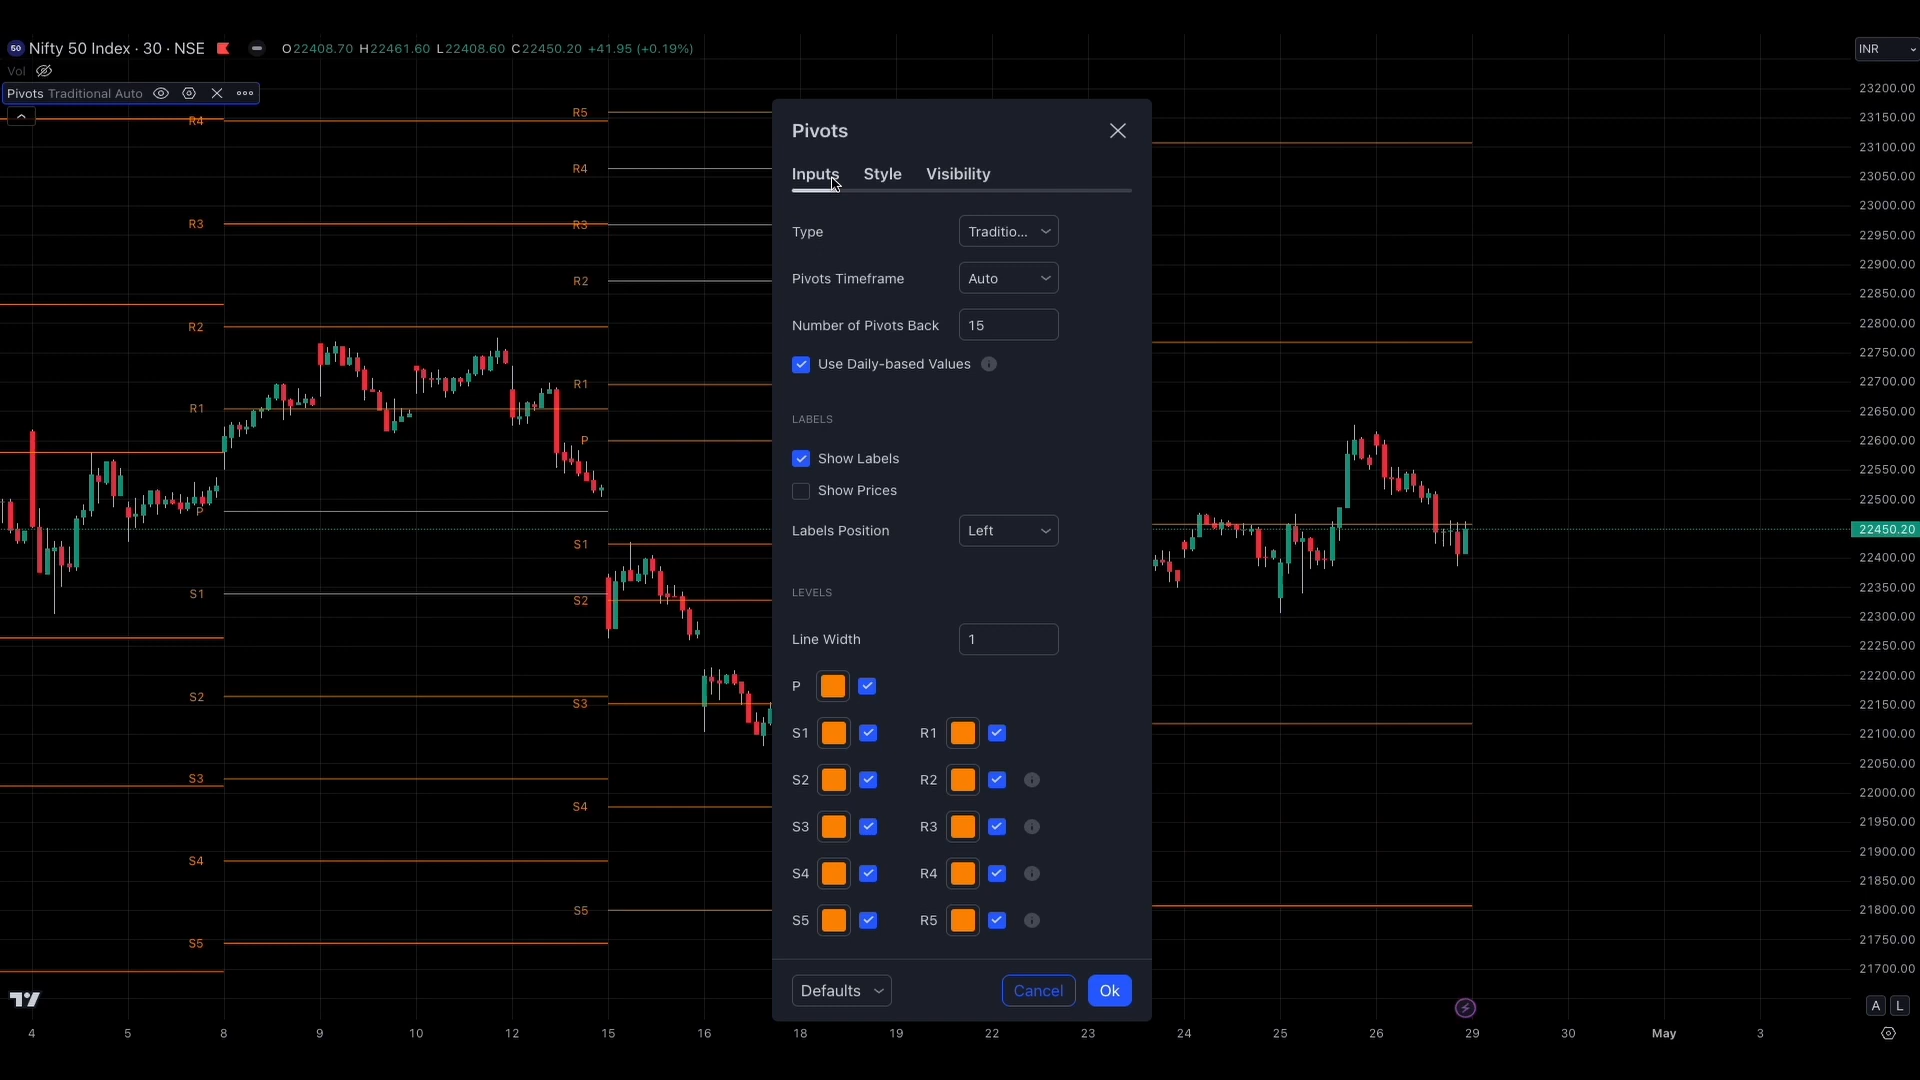 50 Nifty 50 Index · 30 · NSE O22408.70 H22461.60 L22408.60 C22450.20 +41.95 (+0.19%)
INR
Vol
Pivots Traditional Auto
R4
R3
R2
R1
P
S1
S2
S3
S4
S5
R5
R4
R3
R2
R1
P
S1
S2
S3
S4
S5
Pivots
Inputs Style Visibility
Type Traditio...
Pivots Timeframe Auto
Number of Pivots Back 15
Use Daily-based Values
LABELS
Show Labels
Show Prices
Labels Position Left
LEVELS
Line Width 1
P
S1 R1
S2 R2
S3 R3
S4 R4
S5 R5
Defaults Cancel Ok
23200.00
23150.00
23100.00
23050.00
23000.00
22950.00
22900.00
22850.00
22800.00
22750.00
22700.00
22650.00
22600.00
22550.00
22500.00
22450.20
22400.00
22350.00
22300.00
22250.00
22200.00
22150.00
22100.00
22050.00
22000.00
21950.00
21900.00
21850.00
21800.00
21750.00
21700.00
A L
4 5 8 9 10 12 15 16 18 19 22 23 24 25 26 29 30 May 3